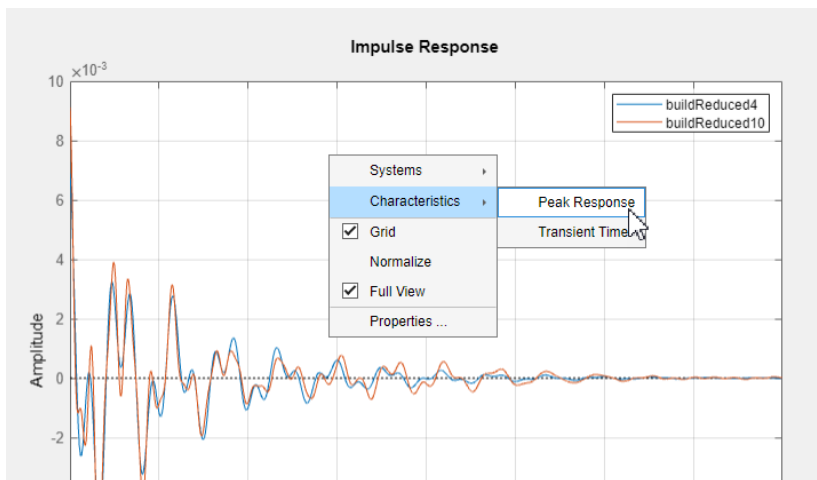 Impulse Response
×10-3
10
8
6
4
2
0
-2
Amplitude
buildReduced4
buildReduced10
Systems
Characteristics
Grid
Normalize
Full View
Properties ...
Peak Response
Transient Time